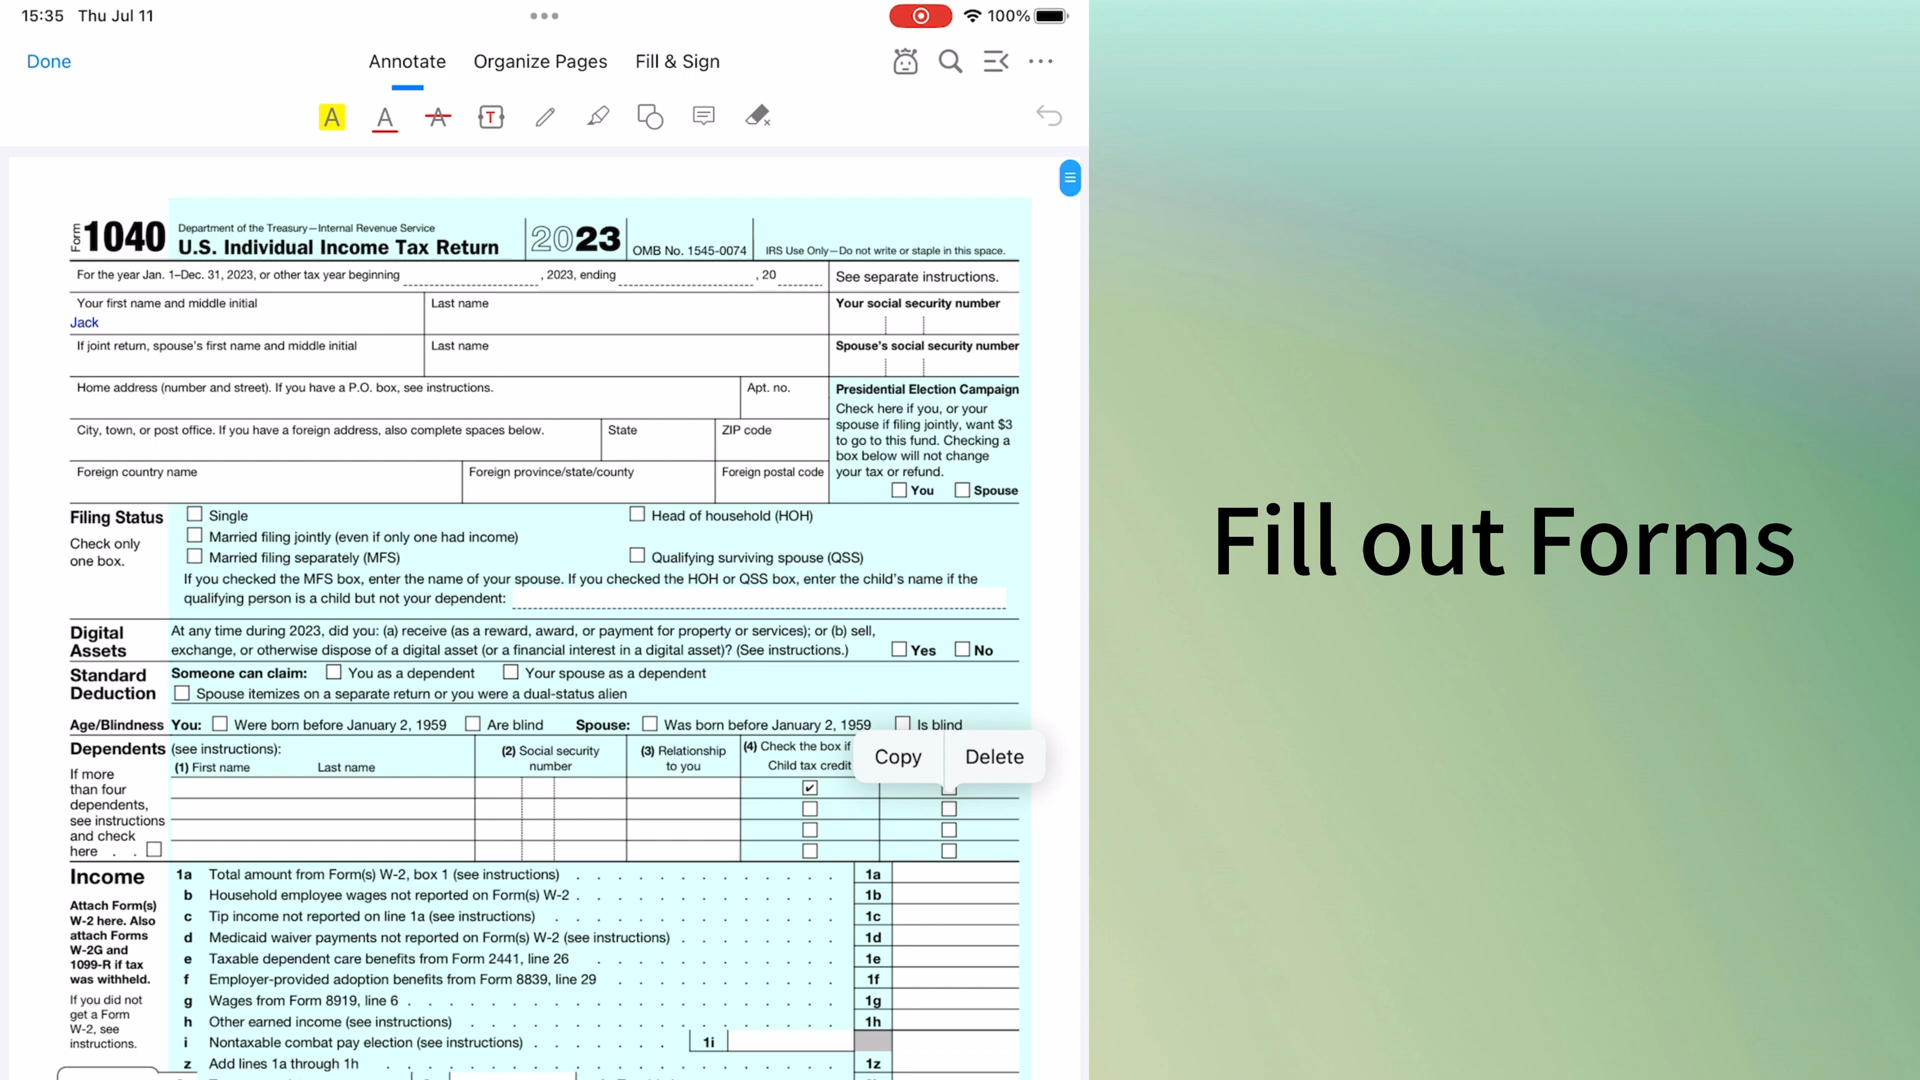 15:35 Thu Jul 11
100%
Done
Annotate
Organize Pages
Fill & Sign
A A A T
Form 1040
Department of the Treasury—Internal Revenue Service
U.S. Individual Income Tax Return
2023
OMB No. 1545-0074
IRS Use Only—Do not write or staple in this space.
For the year Jan. 1–Dec. 31, 2023, or other tax year beginning , 2023, ending , 20
See separate instructions.
Your first name and middle initial
Jack
Last name
Your social security number
If joint return, spouse's first name and middle initial
Last name
Spouse's social security number
Home address (number and street). If you have a P.O. box, see instructions.
Apt. no.
City, town, or post office. If you have a foreign address, also complete spaces below.
State
ZIP code
Foreign country name
Foreign province/state/county
Foreign postal code
Presidential Election Campaign
Check here if you, or your
spouse if filing jointly, want $3
to go to this fund. Checking a
box below will not change
your tax or refund.
You Spouse
Filing Status
Check only
one box.
Single
Married filing jointly (even if only one had income)
Married filing separately (MFS)
Head of household (HOH)
Qualifying surviving spouse (QSS)
If you checked the MFS box, enter the name of your spouse. If you checked the HOH or QSS box, enter the child's name if the
qualifying person is a child but not your dependent:
Digital
Assets
At any time during 2023, did you: (a) receive (as a reward, award, or payment for property or services); or (b) sell,
exchange, or otherwise dispose of a digital asset (or a financial interest in a digital asset)? (See instructions.)
Yes No
Standard
Deduction
Someone can claim: You as a dependent Your spouse as a dependent
Spouse itemizes on a separate return or you were a dual-status alien
Age/Blindness You: Were born before January 2, 1959 Are blind Spouse: Was born before January 2, 1959 Is blind
Dependents (see instructions):
If more
than four
dependents,
see instructions
and check
here . .
(1) First name Last name
(2) Social security
number
(3) Relationship
to you
(4) Check the box if
Child tax credit
Copy
Delete
Income
Attach Form(s)
W-2 here. Also
attach Forms
W-2G and
1099-R if tax
was withheld.
If you did not
get a Form
W-2, see
instructions.
1a Total amount from Form(s) W-2, box 1 (see instructions) 1a
b Household employee wages not reported on Form(s) W-2 1b
c Tip income not reported on line 1a (see instructions) 1c
d Medicaid waiver payments not reported on Form(s) W-2 (see instructions) 1d
e Taxable dependent care benefits from Form 2441, line 26 1e
f Employer-provided adoption benefits from Form 8839, line 29 1f
g Wages from Form 8919, line 6 1g
h Other earned income (see instructions) 1h
i Nontaxable combat pay election (see instructions) 1i
z Add lines 1a through 1h 1z
Fill out Forms